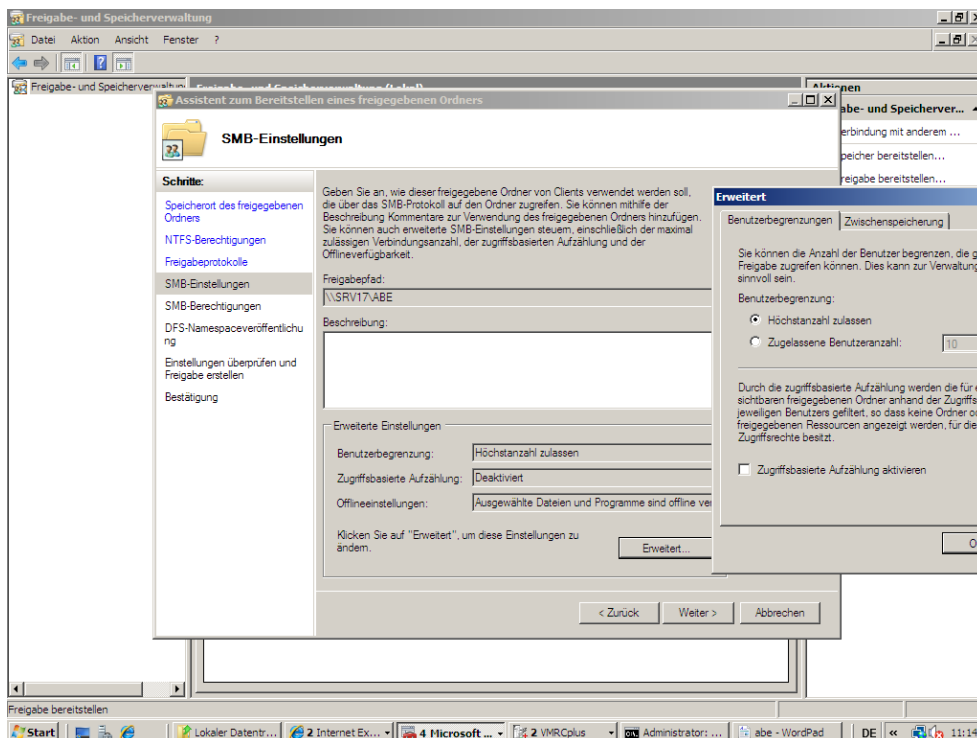 Freigabe- und Speicherverwaltung
Datei Aktion Ansicht Fenster ?
Freigabe- und Speicherverwaltung
Aktionen
Assistent zum Bereitstellen eines freigegebenen Ordners
SMB-Einstellungen
Schritte:
Speicherort des freigegebenen
Ordners
NTFS-Berechtigungen
Freigabeprotokolle
SMB-Einstellungen
SMB-Berechtigungen
DFS-Namespaceveröffentlichu
ng
Einstellungen überprüfen und
Freigabe erstellen
Bestätigung
Geben Sie an, wie dieser freigegebene Ordner von Clients verwendet werden soll,
die über das SMB-Protokoll auf den Ordner zugreifen. Sie können mithilfe der
Beschreibung Kommentare zur Verwendung des freigegebenen Ordners hinzufügen.
Sie können auch erweiterte SMB-Einstellungen steuern, einschließlich der maximal
zulässigen Verbindungsanzahl, der zugriffsbasierten Aufzählung und der
Offlineverfügbarkeit.
Freigabepfad:
\\SRV17\ABE
Beschreibung:
Erweiterte Einstellungen
Benutzerbegrenzung: Höchstanzahl zulassen
Zugriffsbasierte Aufzählung: Deaktiviert
Offlineeinstellungen: Ausgewählte Dateien und Programme sind offline ver
Klicken Sie auf "Erweitert", um diese Einstellungen zu
ändern.
Erweitert...
< Zurück Weiter > Abbrechen
abe- und Speicherver...
erbindung mit anderem ...
peicher bereitstellen...
reigabe bereitstellen...
Erweitert
Benutzerbegrenzungen Zwischenspeicherung
Sie können die Anzahl der Benutzer begrenzen, die g
Freigabe zugreifen können. Dies kann zur Verwaltung
sinnvoll sein.
Benutzerbegrenzung:
Höchstanzahl zulassen
Zugelassene Benutzeranzahl: 10
Durch die zugriffsbasierte Aufzählung werden die für e
sichtbaren freigegebenen Ordner anhand der Zugriffs
jeweiligen Benutzers gefiltert, so dass keine Ordner od
freigegebenen Ressourcen angezeigt werden, für die
Zugriffsrechte besitzt.
Zugriffsbasierte Aufzählung aktivieren
O
Freigabe bereitstellen
Start Lokaler Datentr... 2 Internet Ex... 4 Microsoft ... 2 VMRCplus Administrator: ... abe - WordPad DE « 11:1